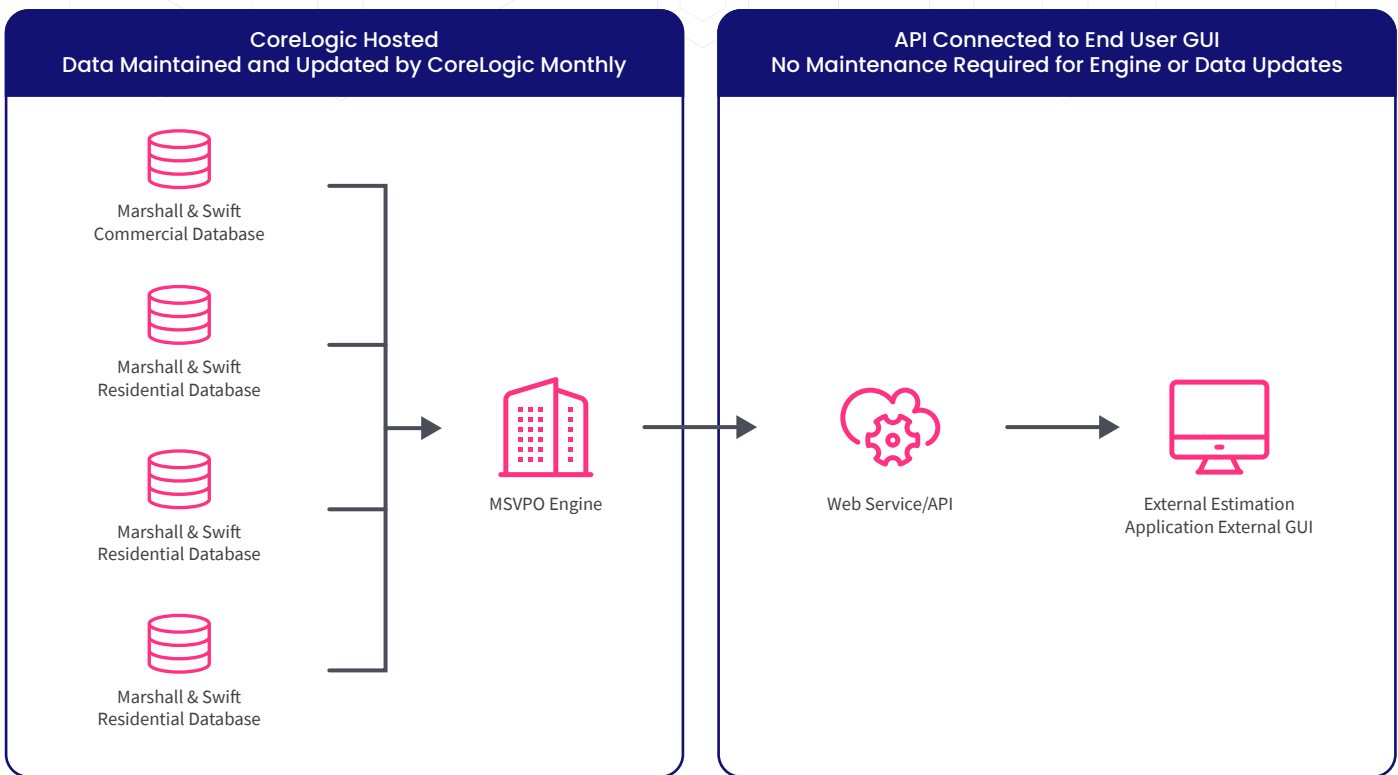 CoreLogic Hosted
Data Maintained and Updated by CoreLogic Monthly
Marshall & Swift
Commercial Database
Marshall & Swift
Residential Database
Marshall & Swift
Residential Database
Marshall & Swift
Residential Database
MSVPO Engine
API Connected to End User GUI
No Maintenance Required for Engine or Data Updates
Web Service/API
External Estimation
Application External GUI